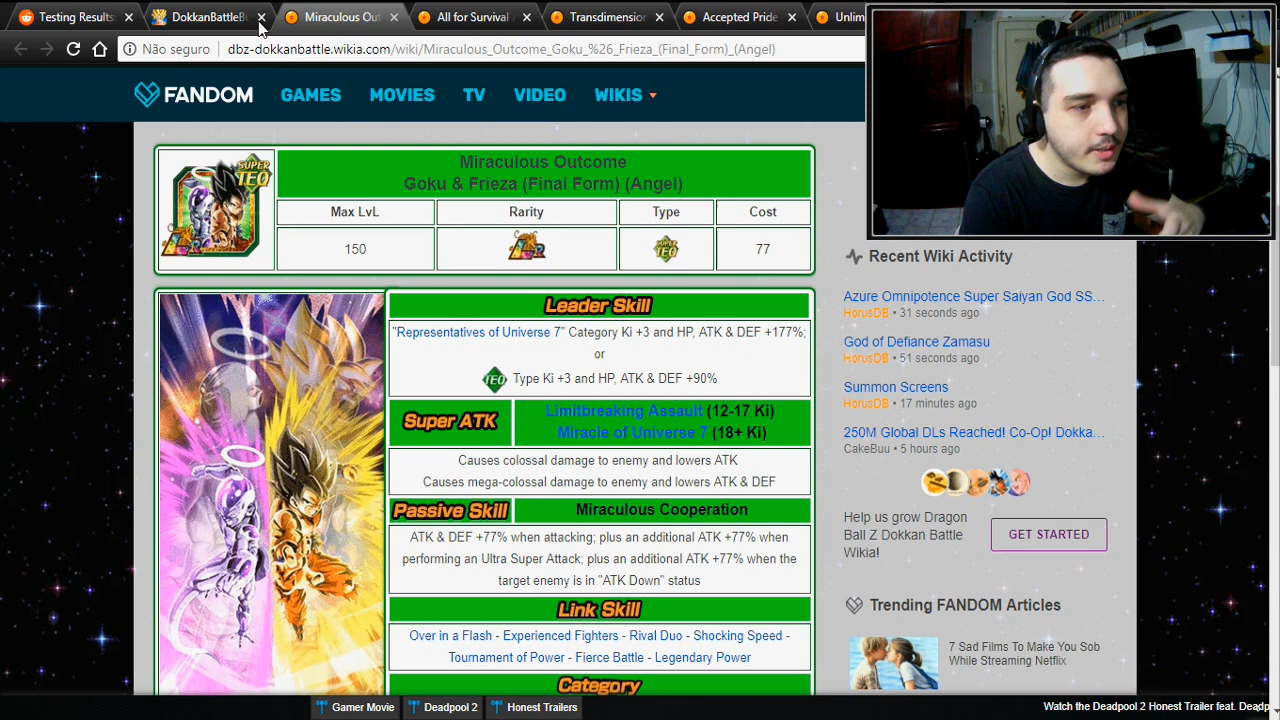 Testing Results:
DokkanBattleBo
Miraculous Out
All for Survival
Transdimension
Accepted Pride
Unlim
Não seguro
dbz-dokkanbattle.wikia.com/wiki/Miraculous_Outcome_Goku_%26_Frieza_(Final_Form)_(Angel)
FANDOM GAMES MOVIES TV VIDEO WIKIS
SUPER TEQ
Miraculous Outcome
Goku & Frieza (Final Form) (Angel)
Max LvL Rarity Type Cost
150 LR SUPER TEQ 77
Leader Skill
"Representatives of Universe 7" Category Ki +3 and HP, ATK & DEF +177%;
or
TEQ Type Ki +3 and HP, ATK & DEF +90%
Super ATK
Limitbreaking Assault (12-17 Ki)
Miracle of Universe 7 (18+ Ki)
Causes colossal damage to enemy and lowers ATK
Causes mega-colossal damage to enemy and lowers ATK & DEF
Passive Skill
Miraculous Cooperation
ATK & DEF +77% when attacking; plus an additional ATK +77% when
performing an Ultra Super Attack; plus an additional ATK +77% when the
target enemy is in "ATK Down" status
Link Skill
Over in a Flash - Experienced Fighters - Rival Duo - Shocking Speed -
Tournament of Power - Fierce Battle - Legendary Power
Category
Recent Wiki Activity
Azure Omnipotence Super Saiyan God SS…
HorusDB • 31 seconds ago
God of Defiance Zamasu
HorusDB • 51 seconds ago
Summon Screens
HorusDB • 17 minutes ago
250M Global DLs Reached! Co-Op! Dokka…
CakeBuu • 5 hours ago
Help us grow Dragon
Ball Z Dokkan Battle
Wikia!
GET STARTED
Trending FANDOM Articles
7 Sad Films To Make You Sob
While Streaming Netflix
Gamer Movie
Deadpool 2
Honest Trailers
Watch the Deadpool 2 Honest Trailer feat. Deadp